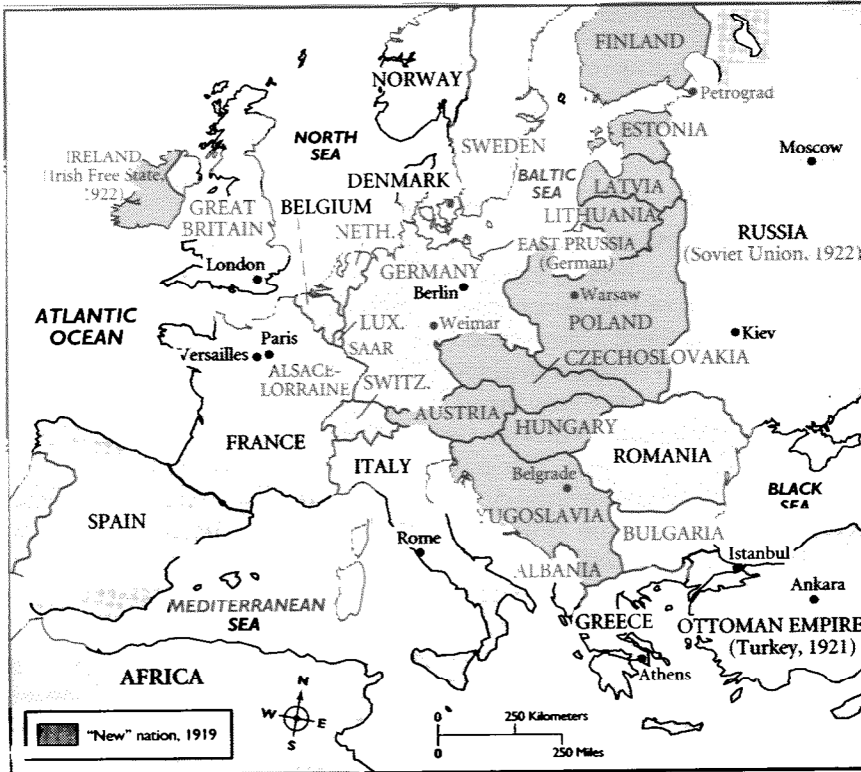 FINLAND
NORWAY
Petrograd
NORTH
SEA
SWEDEN
ESTONIA
Moscow
IRELAND
(Irish Free State,
1922)
DENMARK
BALTIC
SEA
LATVIA
GREAT
BRITAIN
BELGIUM
LITHUANIA
RUSSIA
(Soviet Union, 1922)
NETH.
EAST PRUSSIA
(German)
London
GERMANY
Berlin
Warsaw
ATLANTIC
OCEAN
LUX.
Weimar
POLAND
Kiev
Paris
Versailles
SAAR
CZECHOSLOVAKIA
ALSACE-
LORRAINE
SWITZ.
AUSTRIA
HUNGARY
FRANCE
ITALY
ROMANIA
Belgrade
BLACK
SEA
SPAIN
YUGOSLAVIA
BULGARIA
Rome
Istanbul
ALBANIA
Ankara
MEDITERRANEAN
SEA
GREECE
OTTOMAN EMPIRE
(Turkey, 1921)
Athens
AFRICA
N
W
E
S
0
250 Kilometers
0
250 Miles
"New" nation, 1919